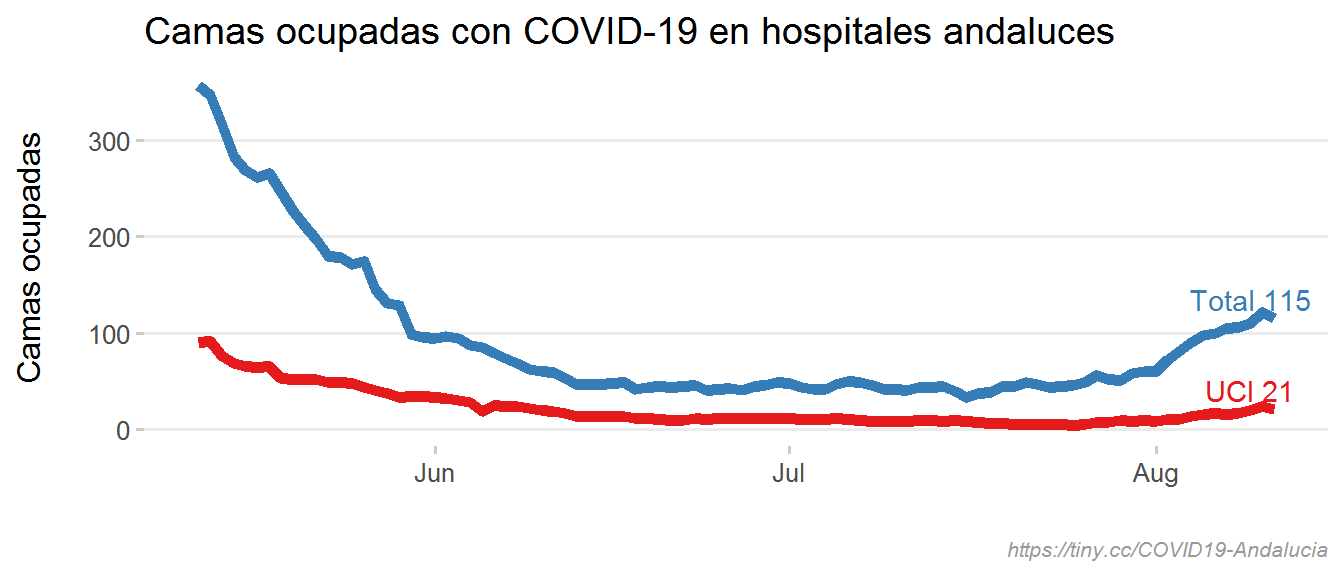 Camas ocupadas con COVID-19 en hospitales andaluces
Camas ocupadas
300
200
100
0
Total 115
UCI 21
Jun
Jul
Aug
https://tiny.cc/COVID19-Andalucia